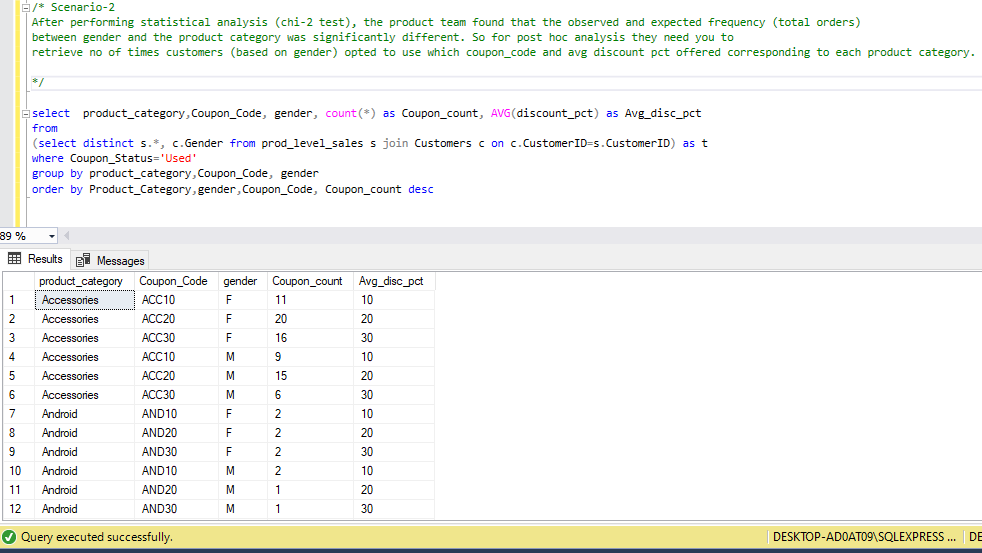 /* Scenario-2
After performing statistical analysis (chi-2 test), the product team found that the observed and expected frequency (total orders)
between gender and the product category was significantly different. So for post hoc analysis they need you to
retrieve no of times customers (based on gender) opted to use which coupon_code and avg discount pct offered corresponding to each product category.
*/
select  product_category,Coupon_Code, gender, count(*) as Coupon_count, AVG(discount_pct) as Avg_disc_pct
from
(select distinct s.*, c.Gender from prod_level_sales s join Customers c on c.CustomerID=s.CustomerID) as t
where Coupon_Status='Used'
group by product_category,Coupon_Code, gender
order by Product_Category,gender,Coupon_Code, Coupon_count desc
89 %
Results Messages
product_category Coupon_Code gender Coupon_count Avg_disc_pct
1 Accessories ACC10 F 11 10
2 Accessories ACC20 F 20 20
3 Accessories ACC30 F 16 30
4 Accessories ACC10 M 9 10
5 Accessories ACC20 M 15 20
6 Accessories ACC30 M 6 30
7 Android AND10 F 2 10
8 Android AND20 F 2 20
9 Android AND30 F 2 30
10 Android AND10 M 2 10
11 Android AND20 M 1 20
12 Android AND30 M 1 30
Query executed successfully. DESKTOP-AD0AT09\SQLEXPRESS ... DE